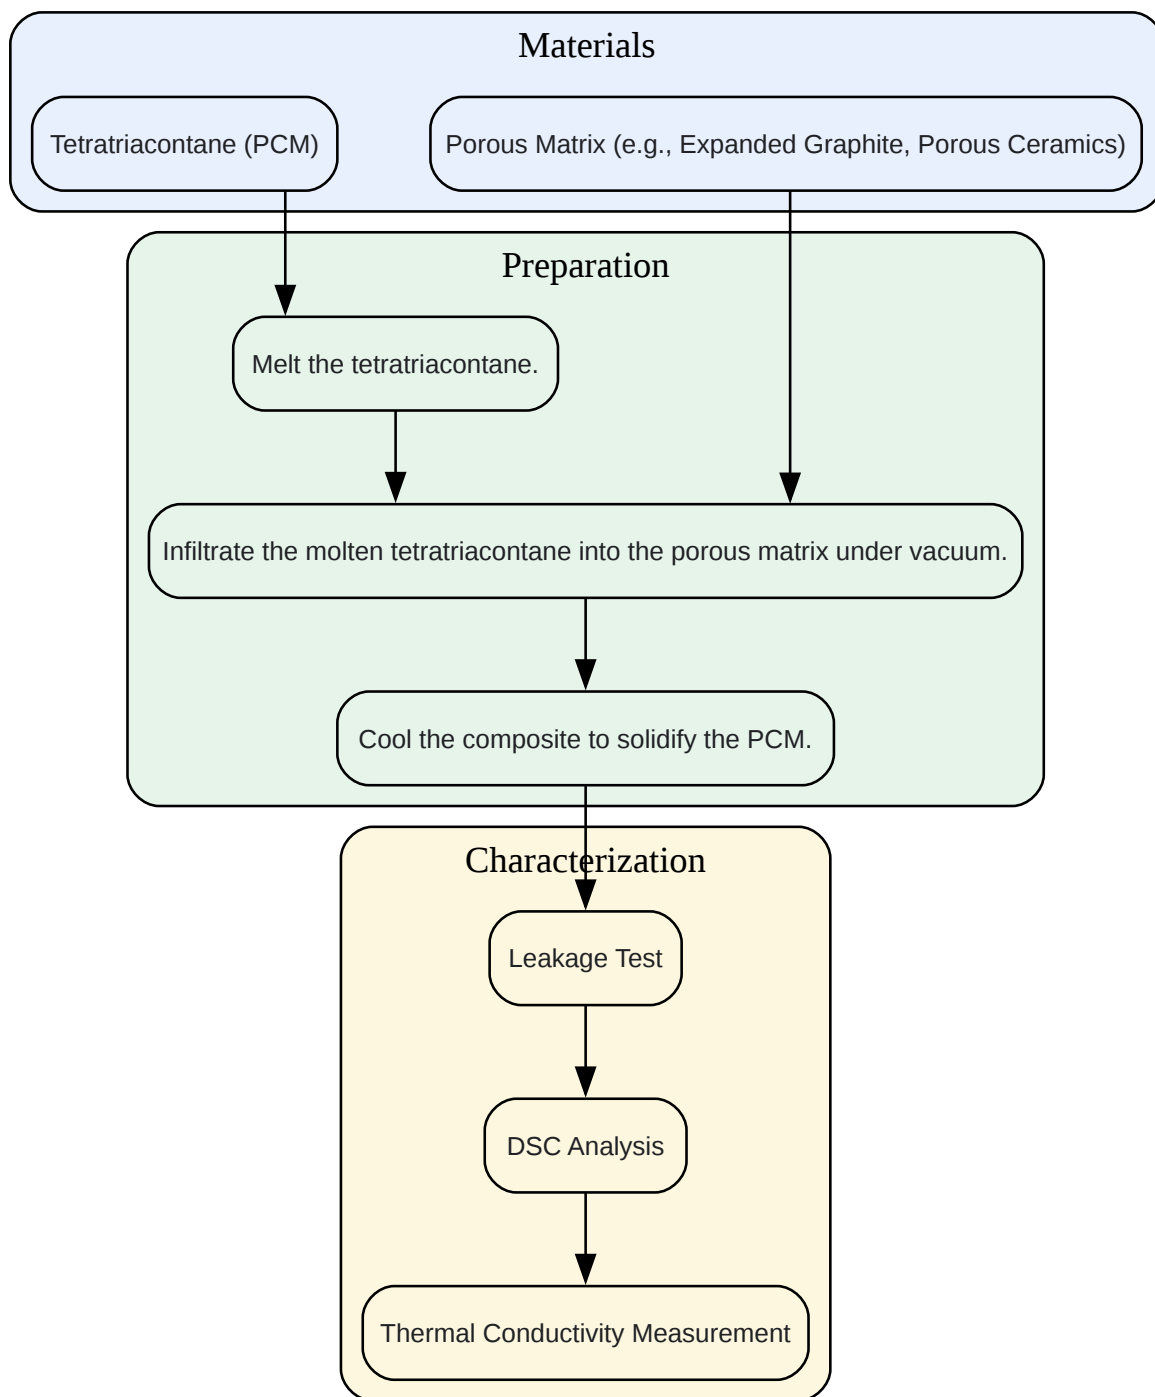 Materials
Tetratriacontane (PCM)
Porous Matrix (e.g., Expanded Graphite, Porous Ceramics)
Preparation
Melt the tetratriacontane.
Infiltrate the molten tetratriacontane into the porous matrix under vacuum.
Cool the composite to solidify the PCM.
Characterization
Leakage Test
DSC Analysis
Thermal Conductivity Measurement